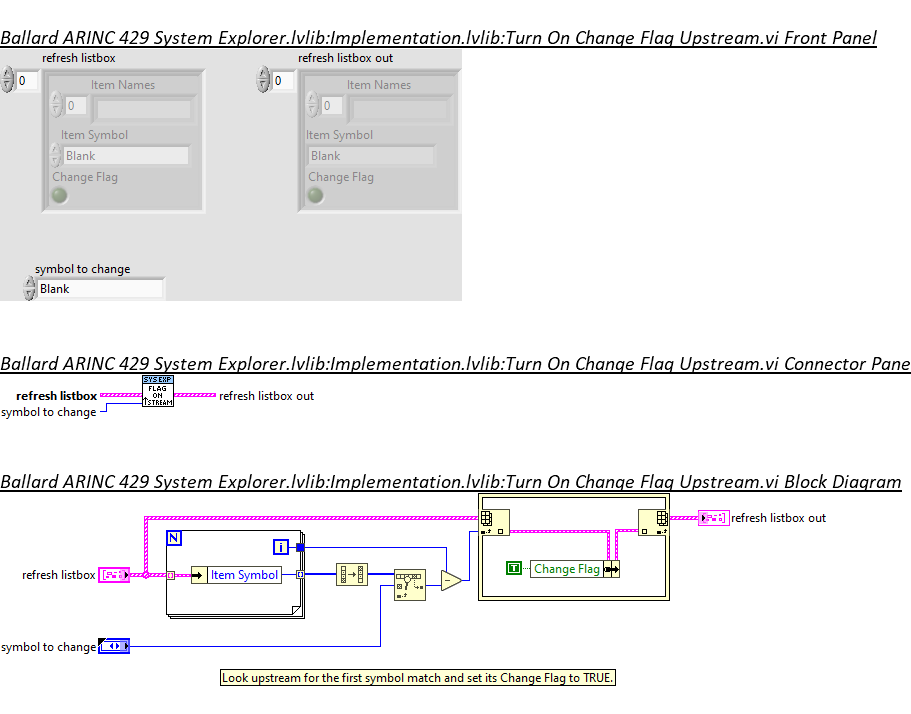 Ballard ARINC 429 System Explorer.lvlib:Implementation.lvlib:Turn On Change Flag Upstream.vi Front Panel
refresh listbox
refresh listbox out
0
0
Item Names
Item Names
0
0
Item Symbol
Item Symbol
Blank
Blank
Change Flag
Change Flag
symbol to change
Blank
Ballard ARINC 429 System Explorer.lvlib:Implementation.lvlib:Turn On Change Flag Upstream.vi Connector Pane
SYS EXP
FLAG
ON
↑STREAM
refresh listbox
refresh listbox out
symbol to change
Ballard ARINC 429 System Explorer.lvlib:Implementation.lvlib:Turn On Change Flag Upstream.vi Block Diagram
refresh listbox out
N
i
refresh listbox
Item Symbol
T
Change Flag
symbol to change
Look upstream for the first symbol match and set its Change Flag to TRUE.